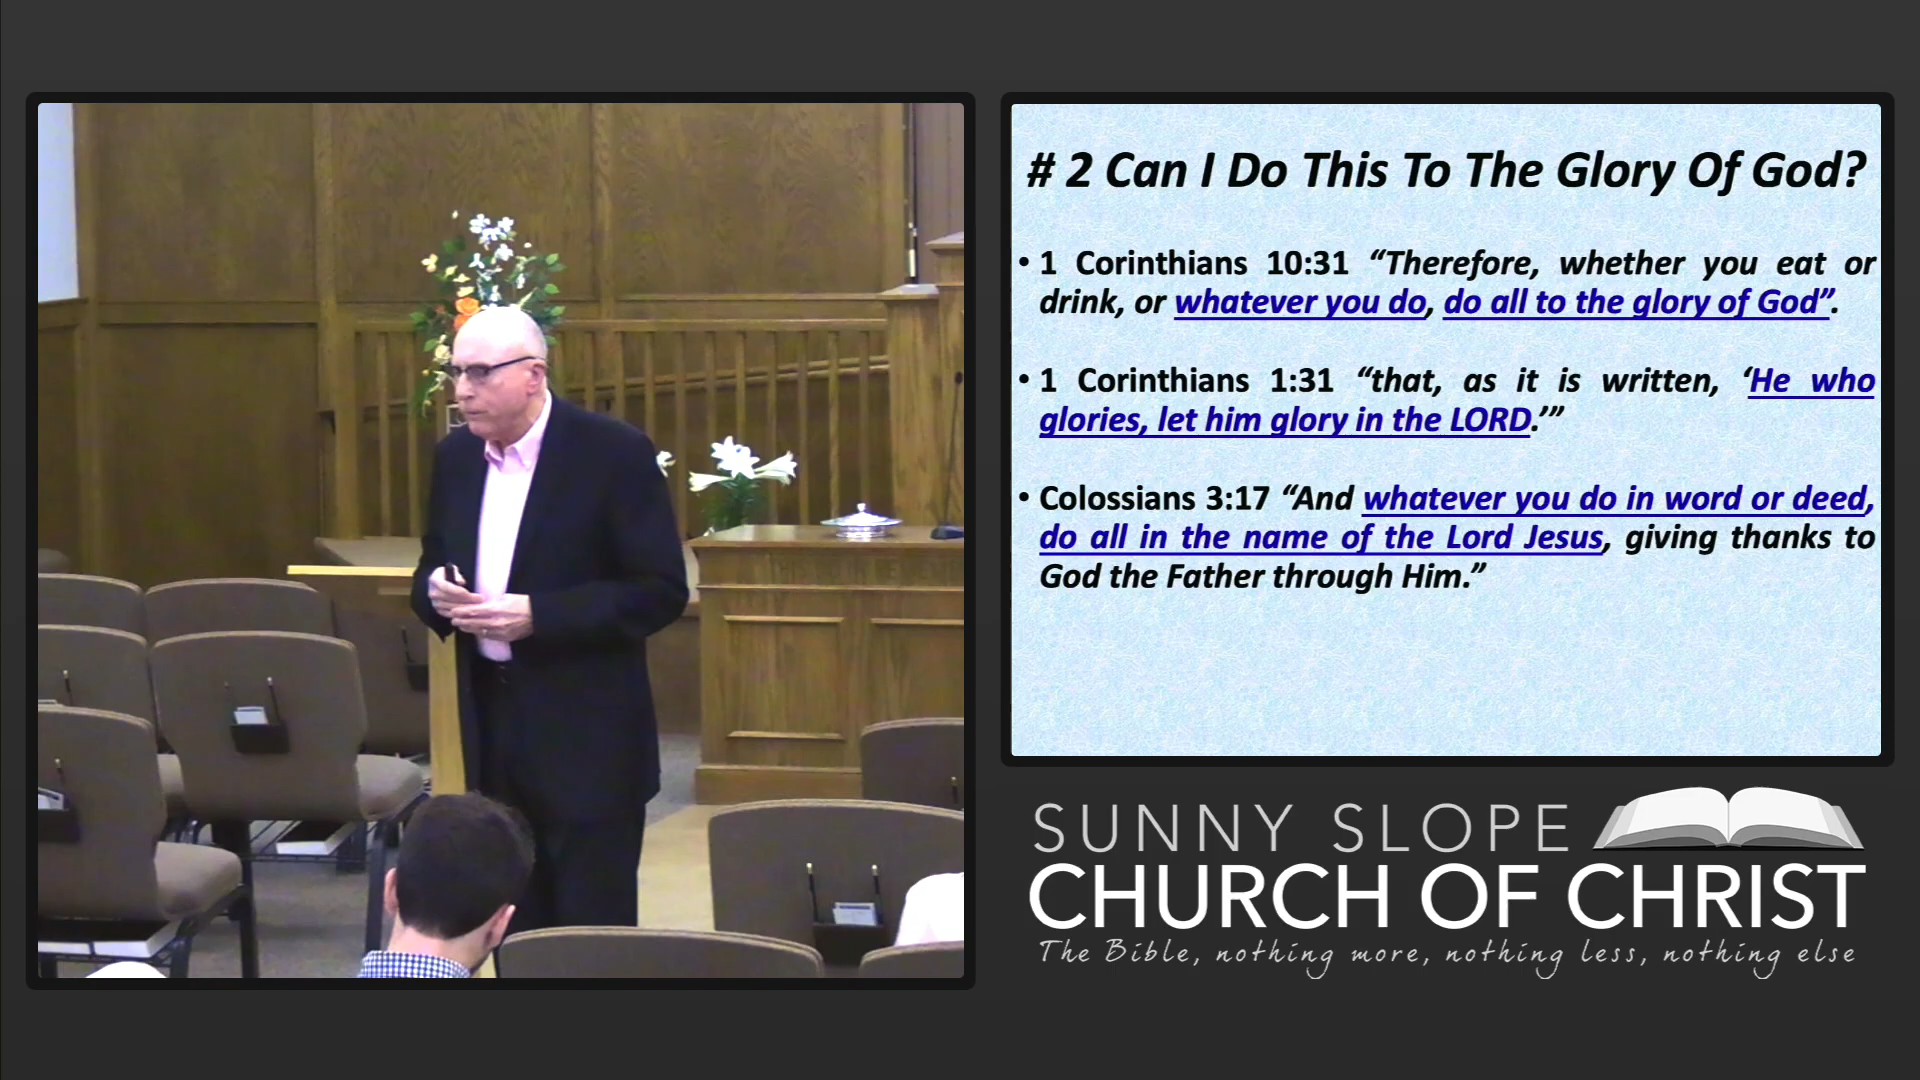 # 2 Can I Do This To The Glory Of God?
• 1 Corinthians 10:31 “Therefore, whether you eat or
drink, or whatever you do, do all to the glory of God”.
• 1 Corinthians 1:31 “that, as it is written, ‘He who
glories, let him glory in the LORD.’”
• Colossians 3:17 “And whatever you do in word or deed,
do all in the name of the Lord Jesus, giving thanks to
God the Father through Him.”
SUNNY SLOPE
CHURCH OF CHRIST
The Bible, nothing more, nothing less, nothing else